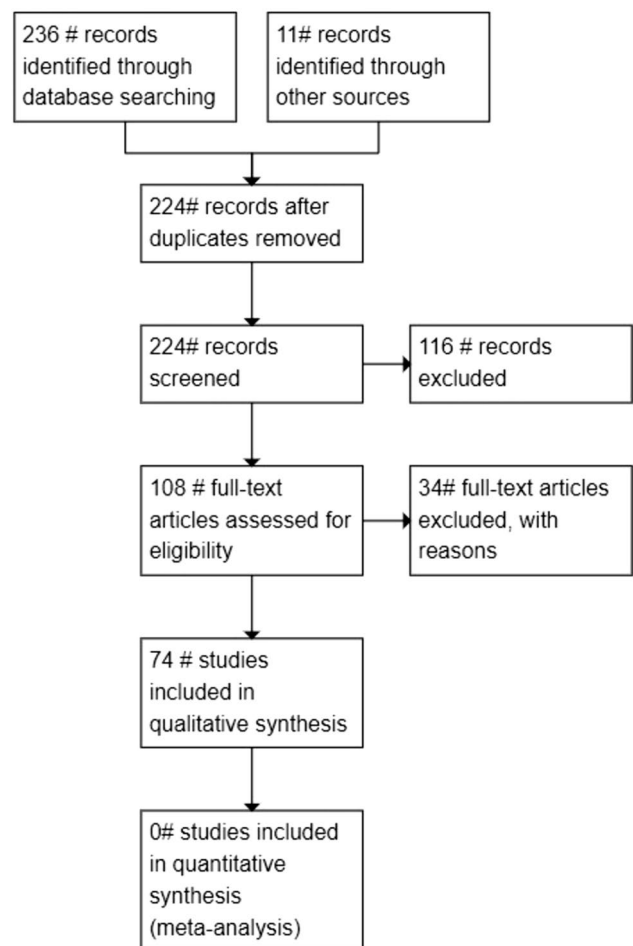 236 # records
identified through
database searching
11# records
identified through
other sources
224# records after
duplicates removed
224# records
screened
116 # records
excluded
108 # full-text
articles assessed for
eligibility
34# full-text articles
excluded, with
reasons
74 # studies
included in
qualitative synthesis
0# studies included
in quantitative
synthesis
(meta-analysis)